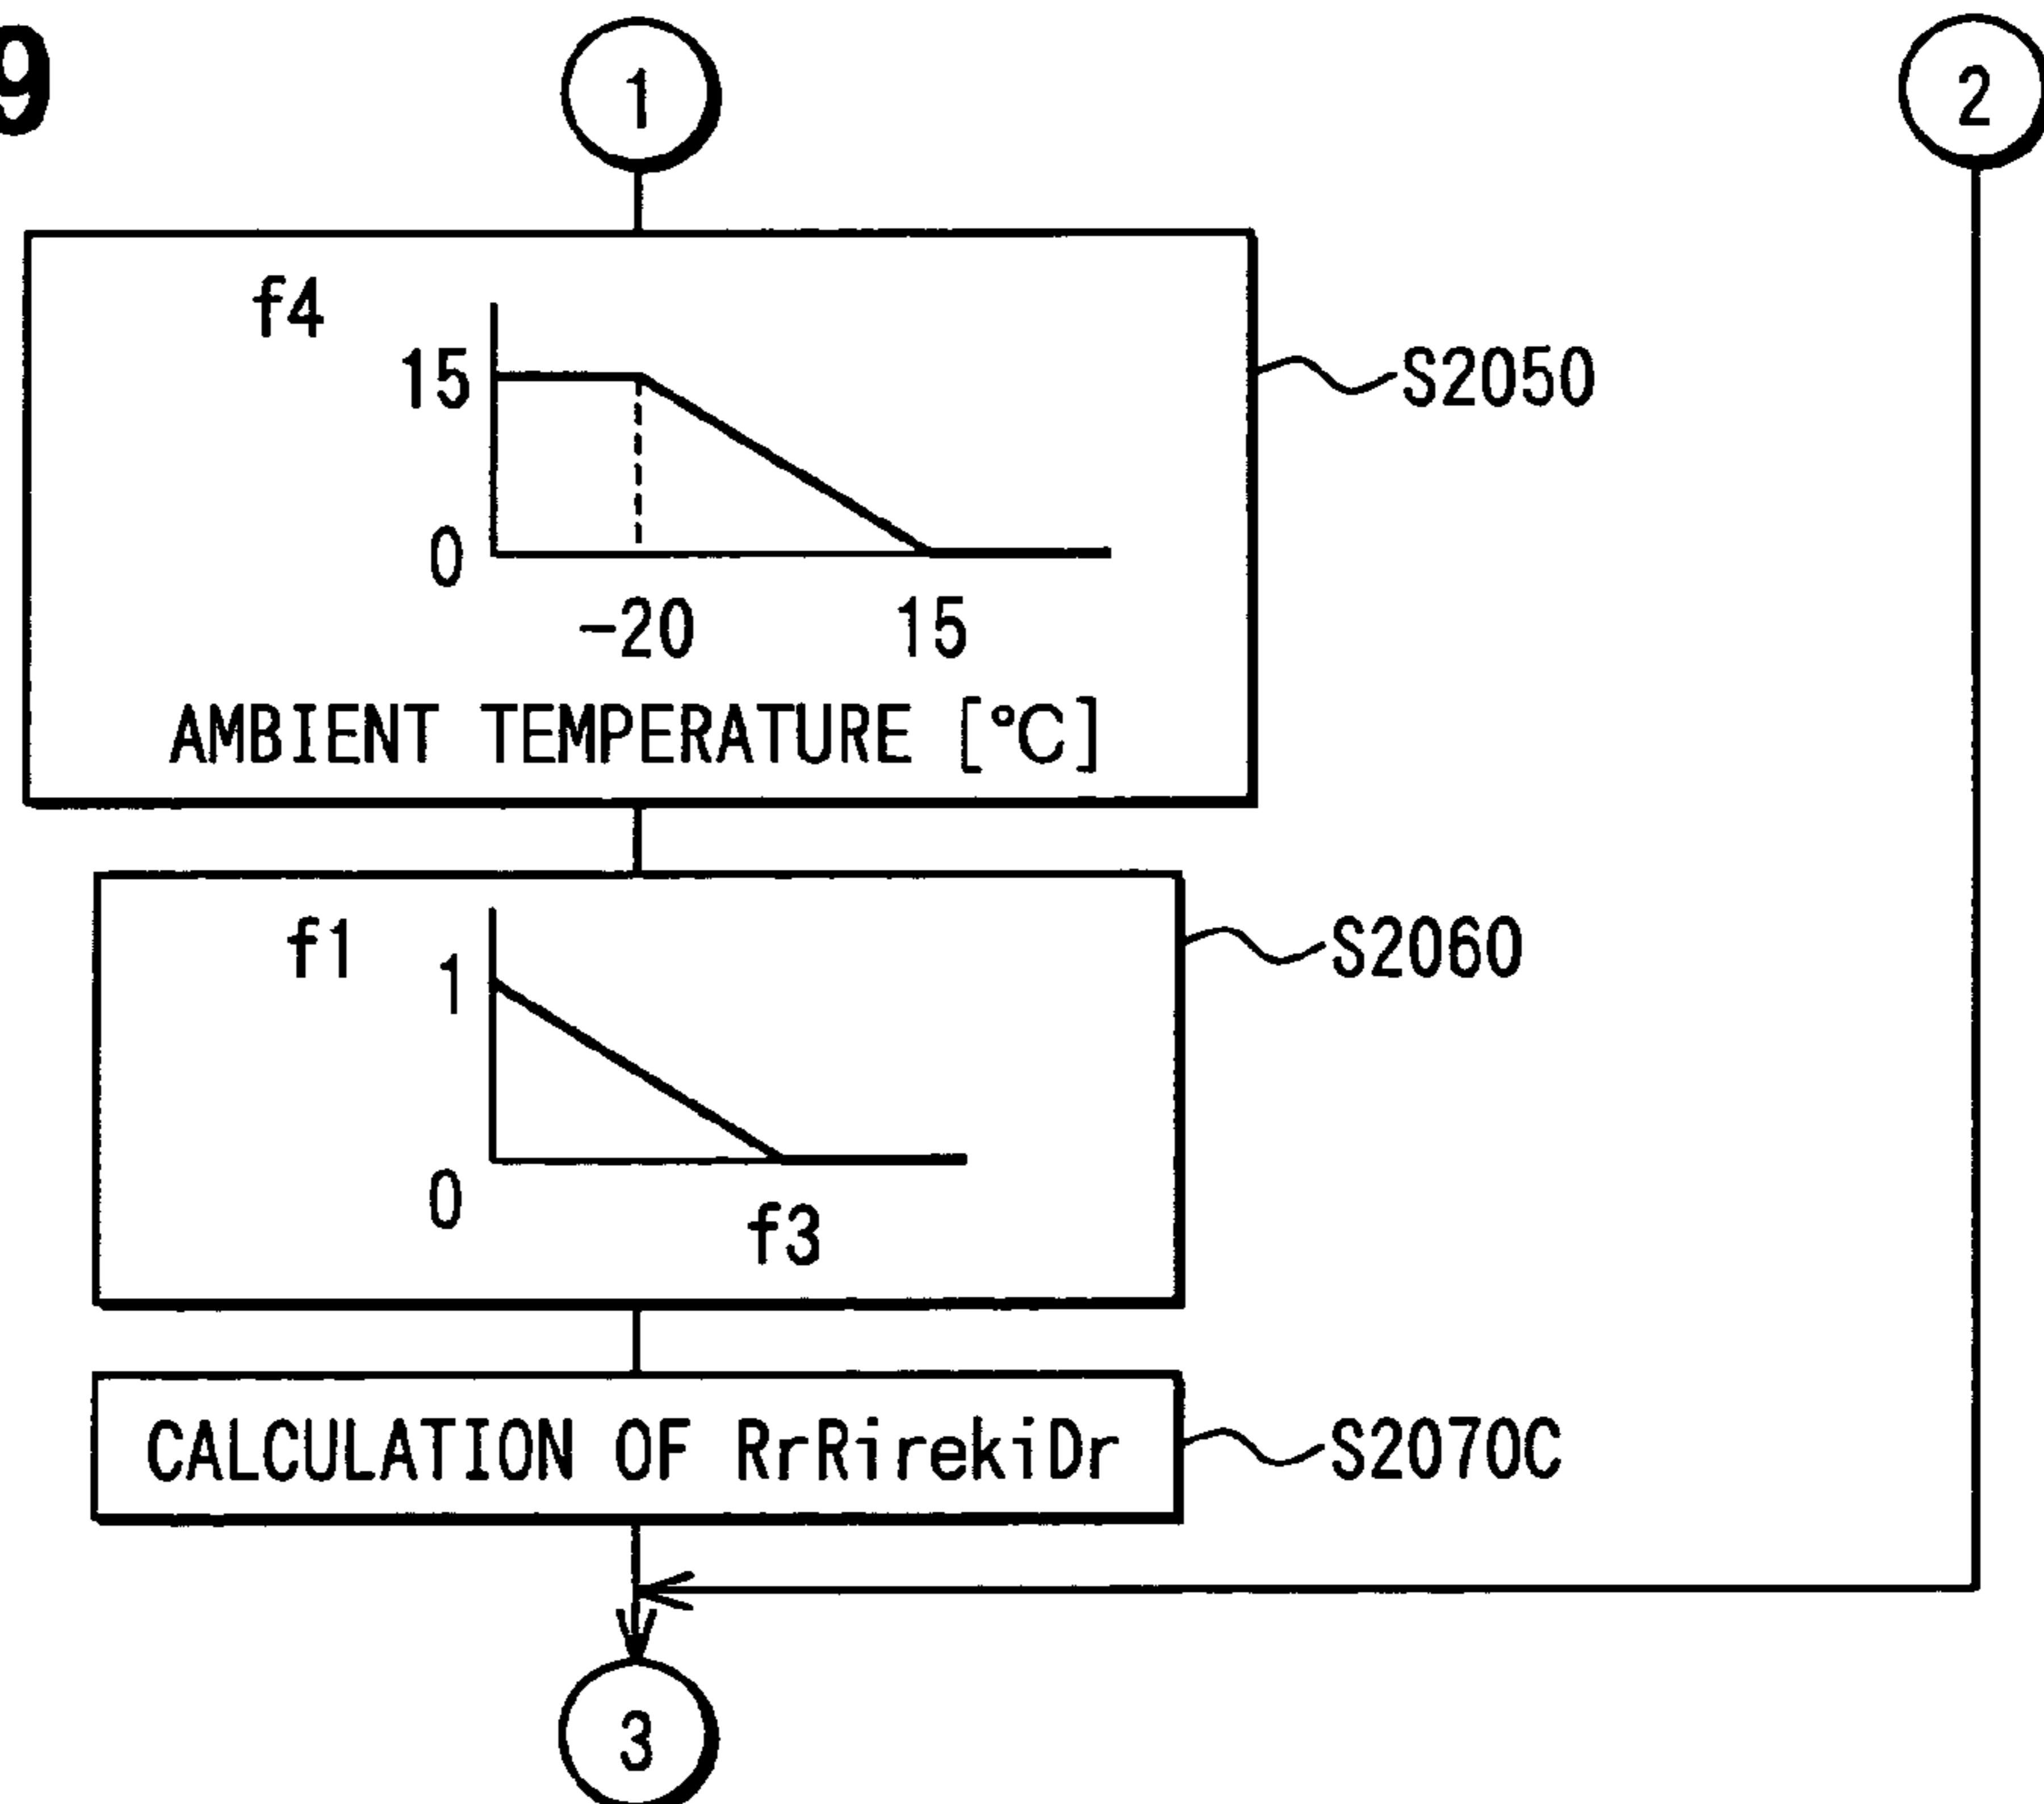 9
1
2
f4
15
S2050
0
-20 15
AMBIENT TEMPERATURE [°C]
f1
1
S2060
0
f3
CALCULATION OF RrRirekiDr
S2070C
3